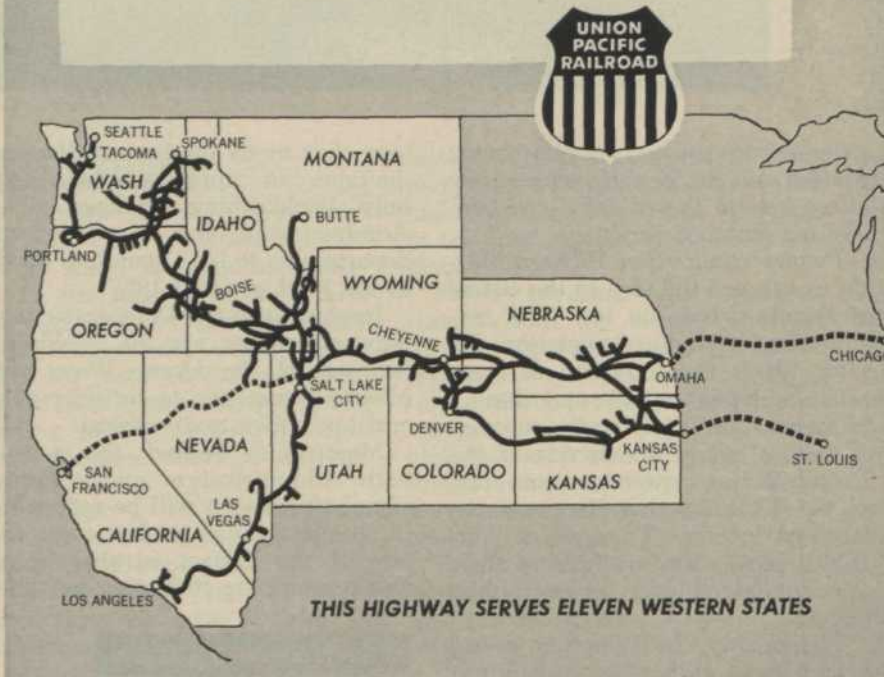 UNION
PACIFIC
RAILROAD
SEATTLE
TACOMA
SPOKANE
WASH
MONTANA
IDAHO
BUTTE
PORTLAND
WYOMING
BOISE
OREGON
NEBRASKA
CHEYENNE
CHICAGO
OMAHA
SALT LAKE
CITY
DENVER
NEVADA
KANSAS
CITY
ST. LOUIS
SAN
FRANCISCO
UTAH
COLORADO
KANSAS
LAS
VEGAS
CALIFORNIA
LOS ANGELES
THIS HIGHWAY SERVES ELEVEN WESTERN STATES